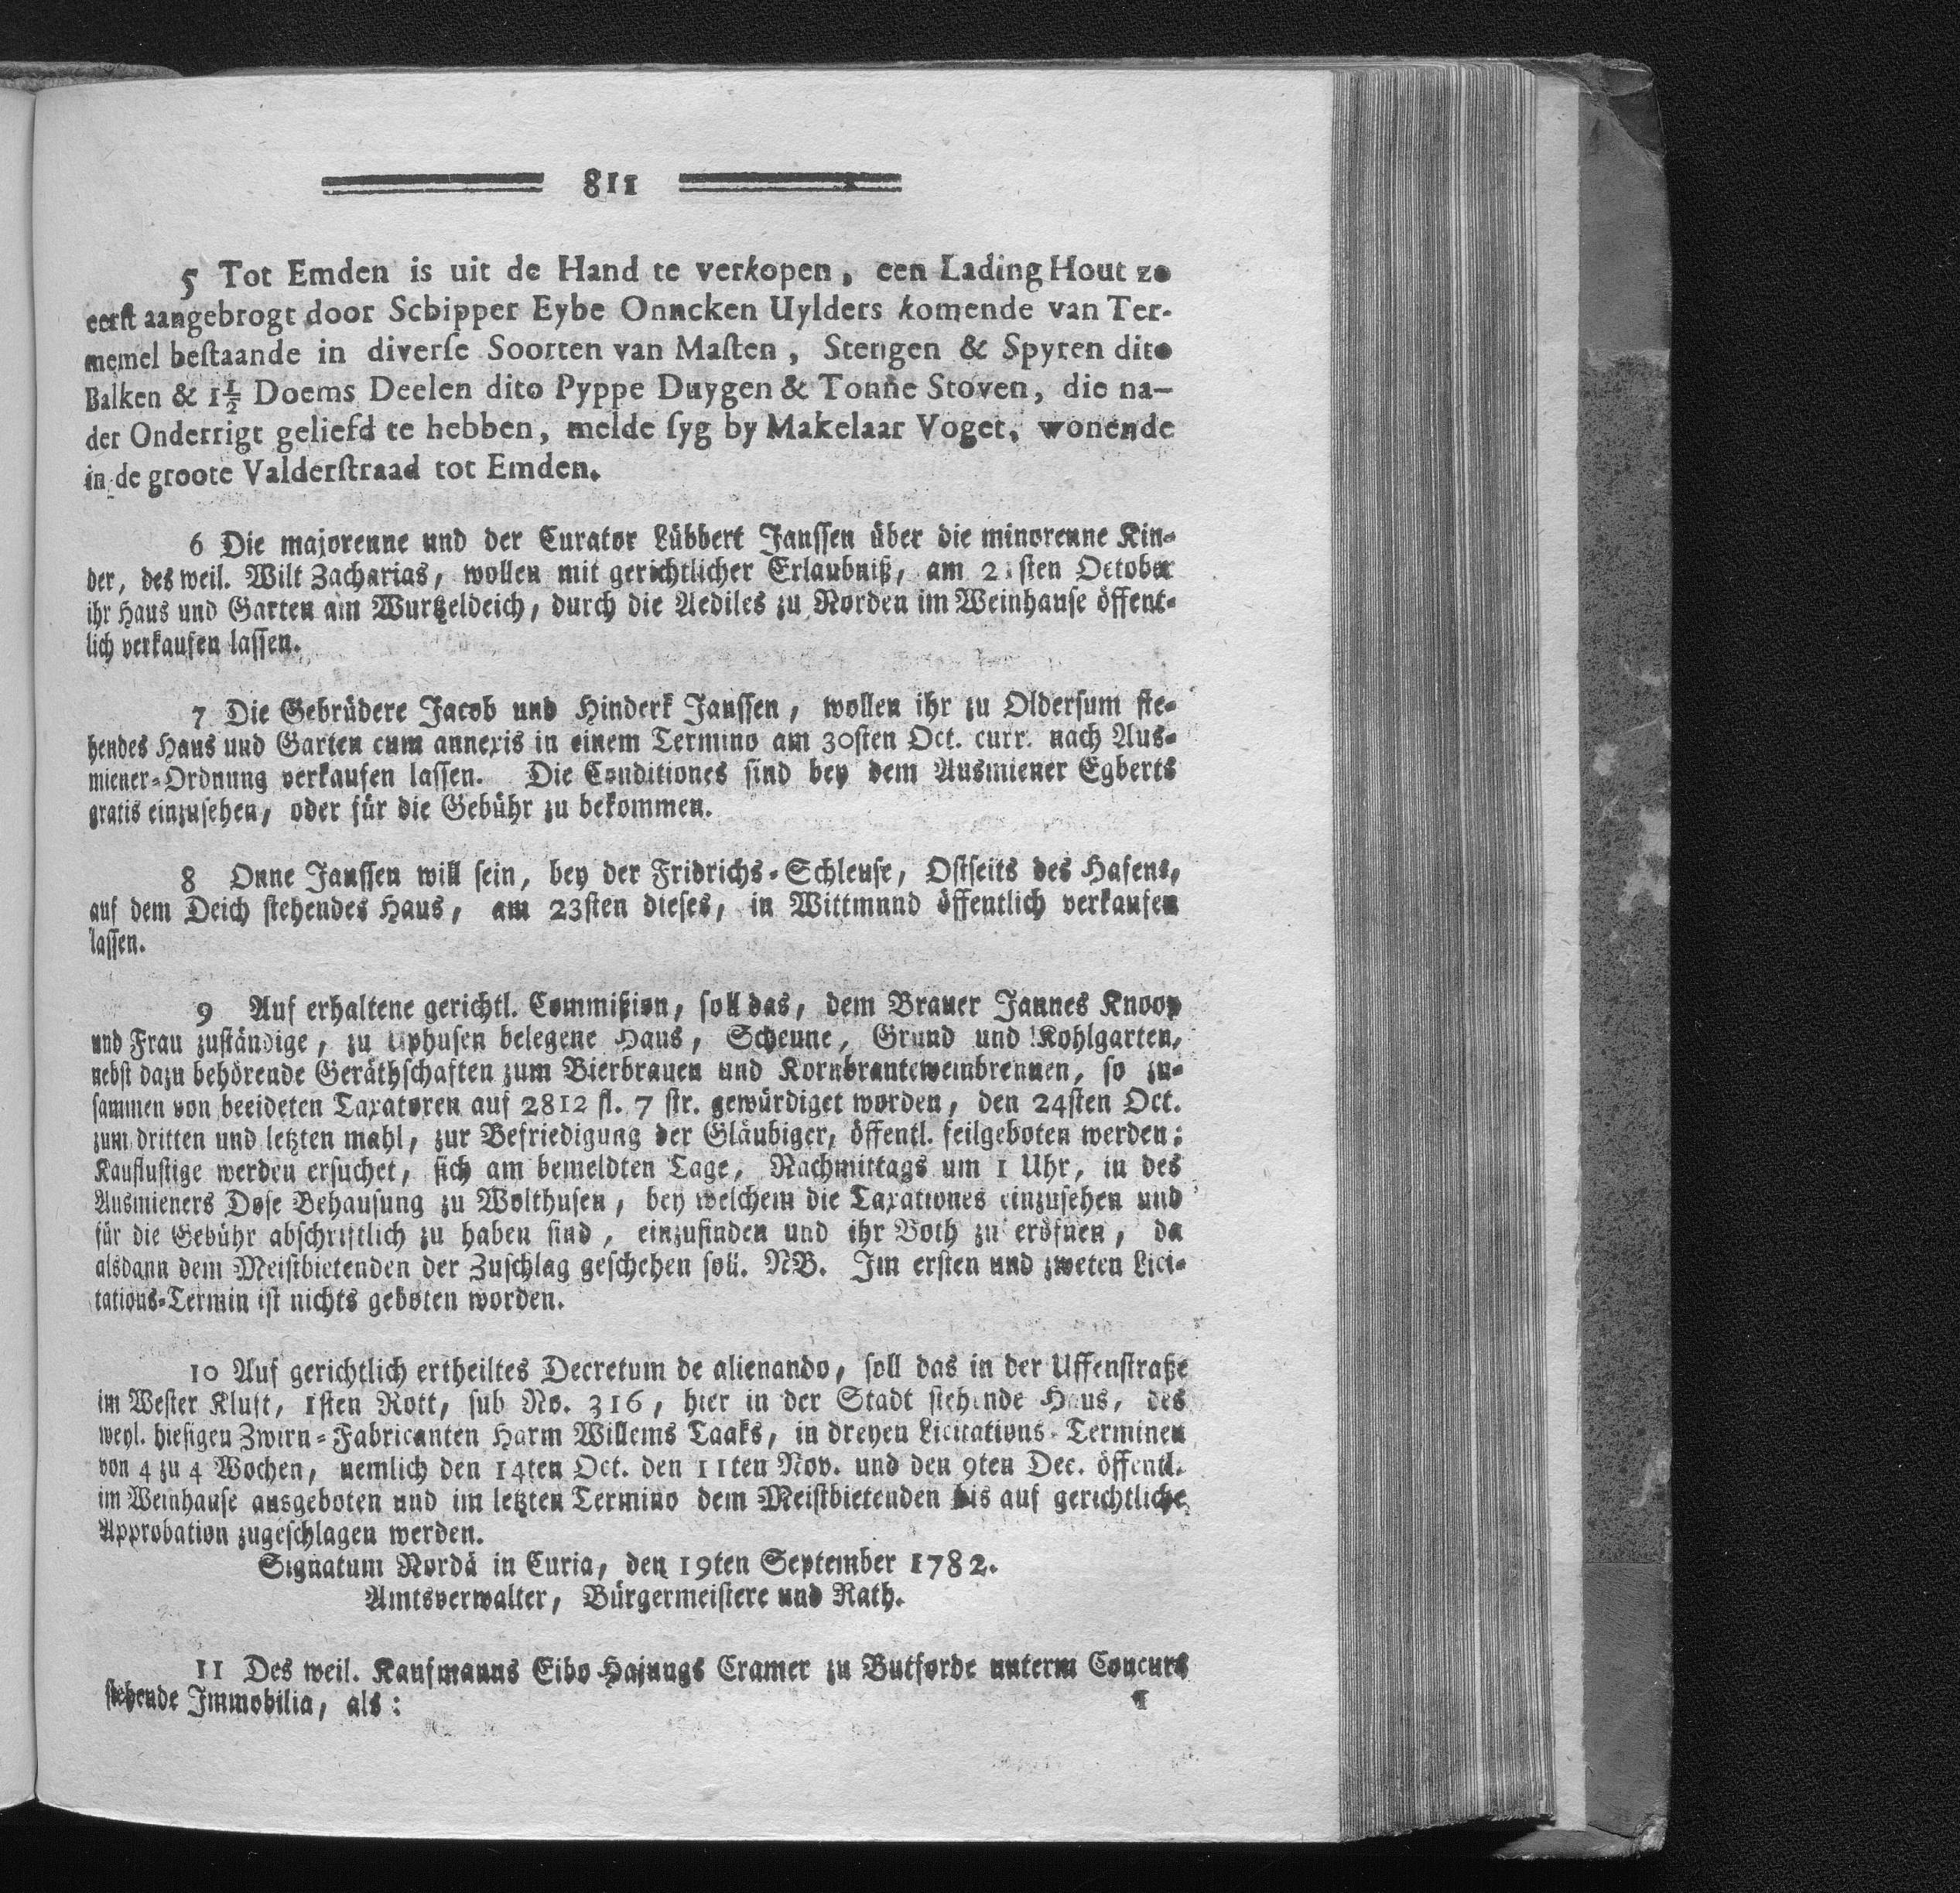 811
5 Tot Emden is uit de Hand te verkopen, een Lading Hout zo
eerſt aangebrogt door Schipper Eybe Onncken Uylders komende van Ter-
memel beſtaande in diverſe Soorten van Maſten, Stengen & Spyren dito
Balken & 1½ Doems Deelen dito Pyppe Duygen & Tonne Stoven, die na-
der Onderrigt geliefd te hebben, melde ſyg by Makelaar Voget, wonende
in de groote Valderſtraad tot Emden.
6 Die majorenne und der Curator Lübbert Janſſen über die minorenne Kin-
der, des weil. Wilt Zacharias, wollen mit gerichtlicher Erlaubniß, am 21ſten October
ihr Haus und Garten am Wurtzeldeich, durch die Aediles zu Norden im Weinhauſe öffent-
lich verkaufen laſſen.
7 Die Gebrüdere Jacob und Hinderk Janſſen, wollen ihr zu Olderſum ſte-
hendes Haus und Garten cum annexis in einem Termino am 30ſten Oct. curr. nach Aus-
miener-Ordnung verkaufen laſſen. Die Conditiones ſind bey dem Ausmiener Egberts
gratis einzuſehen, oder für die Gebühr zu bekommen.
8 Onne Janſſen will ſein, bey der Fridrichs-Schleuſe, Oſtſeits des Hafens,
auf dem Deich ſtehendes Haus, am 23ſten dieſes, in Wittmund öffentlich verkaufen
laſſen.
9 Auf erhaltene gerichtl. Commißion, ſoll das, dem Brauer Jannes Knoop
und Frau zuſtändige, zu Uphuſen belegene Haus, Scheune, Grund und Kohlgarten,
nebſt dazu behörende Geräthſchaften zum Bierbrauen und Kornbranteweinbrennen, ſo zu-
ſammen von beeideten Taxatoren auf 2812 fl. 7 ſtr. gewürdiget worden, den 24ſten Oct.
zum dritten und letzten mahl, zur Befriedigung der Gläubiger, öffentl. feilgeboten werden;
Kaufluſtige werden erſuchet, ſich am bemeldten Tage, Nachmittags um 1 Uhr, in des
Ausmieners Doſe Behauſung zu Wolthuſen, bey welchem die Taxationes einzuſehen und
für die Gebühr abſchriftlich zu haben ſind, einzufinden und ihr Both zu eröfnen, da
alsdann dem Meiſtbietenden der Zuſchlag geſchehen ſoll. NB. Im erſten und zweten Lici-
tations-Termin iſt nichts geboten worden.
10 Auf gerichtlich ertheiltes Decretum de alienando, ſoll das in der Uffenſtraße
im Weſter Kluft, 1ſten Rott, ſub No. 316, hier in der Stadt ſtehende Haus, des
weyl. hieſigen Zwirn-Fabricanten Harm Willems Taaks, in dreyen Licitations-Terminen
von 4 zu 4 Wochen, nemlich den 14ten Oct. den 11ten Nov. und den 9ten Dec. öffentl.
im Weinhauſe ausgeboten und im letzten Termino dem Meiſtbietenden bis auf gerichtliche
Approbation zugeſchlagen werden.
Signatum Nordä in Curia, den 19ten September 1782.
Amtsverwalter, Bürgermeiſtere und Rath.
11 Des weil. Kaufmanns Eibo Hajungs Cramer zu Butforde unterm Concurs
ſtehende Immobilia, als:
1